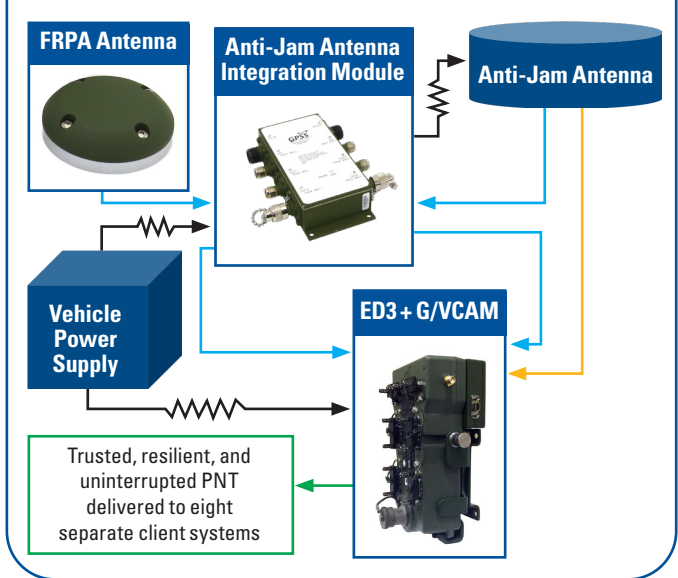 FRPA Antenna
Anti-Jam Antenna
Integration Module
Anti-Jam Antenna
GPSS
Vehicle
Power
Supply
ED3 + G/VCAM
Trusted, resilient, and
uninterrupted PNT
delivered to eight
separate client systems